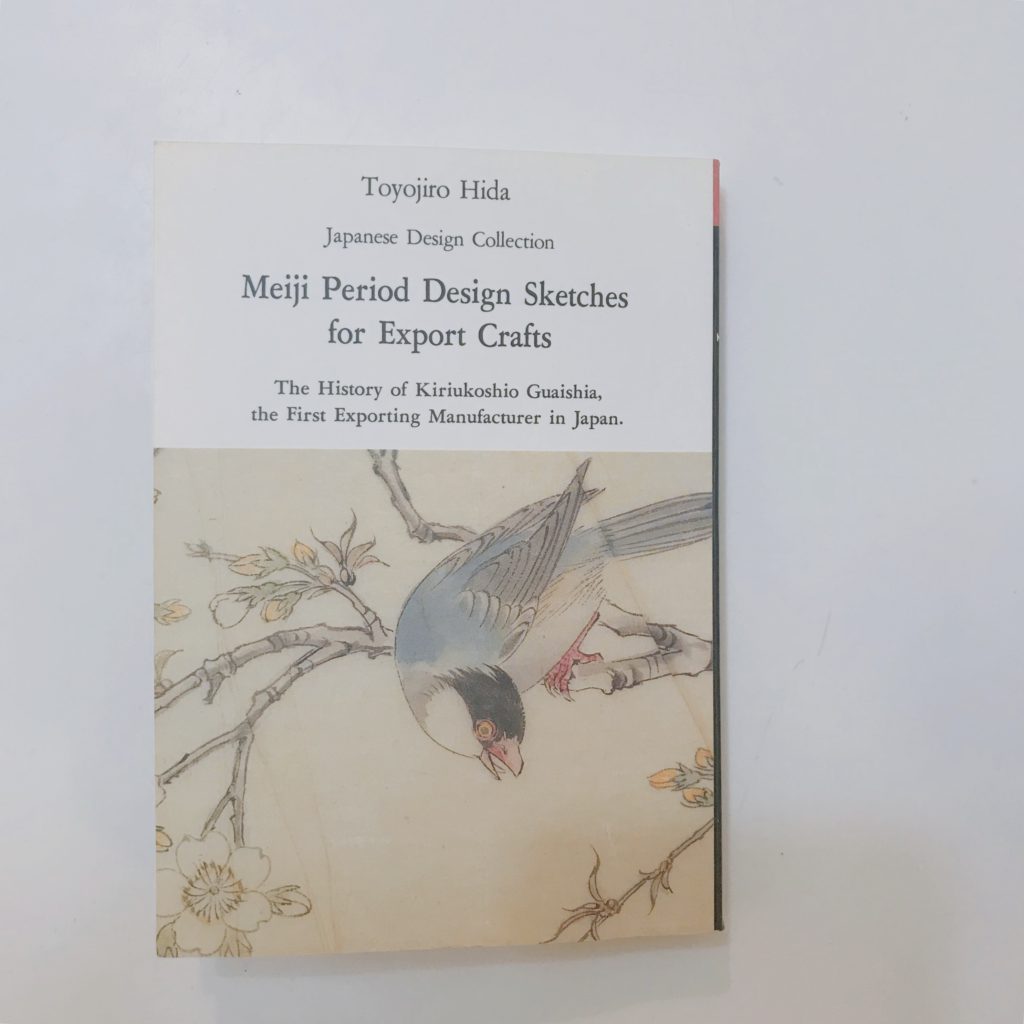 Toyojiro Hida
Japanese Design Collection
Meiji Period Design Sketches
for Export Crafts
The History of Kiriukoshio Guaishia,
the First Exporting Manufacturer in Japan.